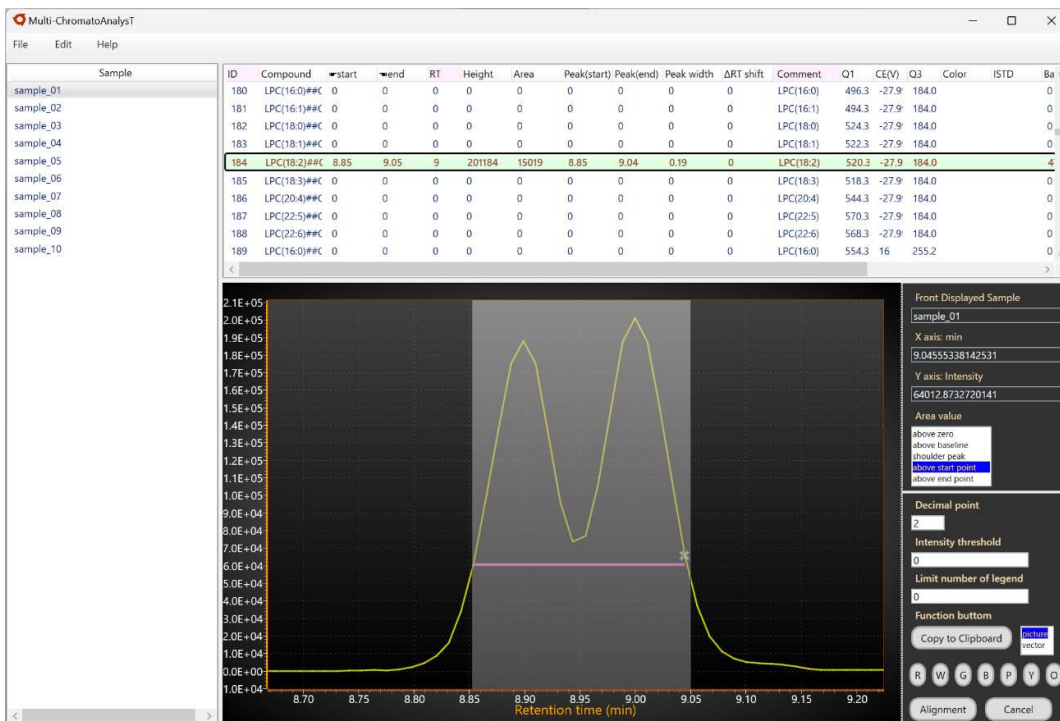 Multi-ChromatoAnalysT
File Edit Help
Sample
sample_01
sample_02
sample_03
sample_04
sample_05
sample_06
sample_07
sample_08
sample_09
sample_10
ID Compound start end RT Height Area Peak(start) Peak(end) Peak width ΔRT shift Comment Q1 CE(V) Q3 Color ISTD Ba
180 LPC(16:0)##( 0 0 0 0 0 0 0 0 0 LPC(16:0) 496.3 -27.9 184.0 0
181 LPC(16:1)##( 0 0 0 0 0 0 0 0 0 LPC(16:1) 494.3 -27.9 184.0 0
182 LPC(18:0)##( 0 0 0 0 0 0 0 0 0 LPC(18:0) 524.3 -27.9 184.0 0
183 LPC(18:1)##( 0 0 0 0 0 0 0 0 0 LPC(18:1) 522.3 -27.9 184.0 0
184 LPC(18:2)##( 8.85 9.05 9 201184 15019 8.85 9.04 0.19 0 LPC(18:2) 520.3 -27.9 184.0 4
185 LPC(18:3)##( 0 0 0 0 0 0 0 0 0 LPC(18:3) 518.3 -27.9 184.0 0
186 LPC(20:4)##( 0 0 0 0 0 0 0 0 0 LPC(20:4) 544.3 -27.9 184.0 0
187 LPC(22:5)##( 0 0 0 0 0 0 0 0 0 LPC(22:5) 570.3 -27.9 184.0 0
188 LPC(22:6)##( 0 0 0 0 0 0 0 0 0 LPC(22:6) 568.3 -27.9 184.0 0
189 LPC(16:0)##( 0 0 0 0 0 0 0 0 0 LPC(16:0) 554.3 16 255.2 0
2.1E+05
2.0E+05
1.9E+05
1.8E+05
1.7E+05
1.6E+05
1.5E+05
1.4E+05
1.3E+05
1.2E+05
1.1E+05
1.0E+05
9.0E+04
8.0E+04
7.0E+04
6.0E+04
5.0E+04
4.0E+04
3.0E+04
2.0E+04
1.0E+04
0.0E+00
1.0E+04
8.70 8.75 8.80 8.85 8.90 8.95 9.00 9.05 9.10 9.15 9.20
Retention time (min)
Front Displayed Sample
sample_01
X axis: min
9.04555338142531
Y axis: Intensity
64012.8732720141
Area value
above zero
above baseline
shoulder peak
above start point
above end point
Decimal point
2
Intensity threshold
0
Limit number of legend
0
Function buttom
Copy to Clipboard
picture
vector
R W G B P Y O
Alignment Cancel